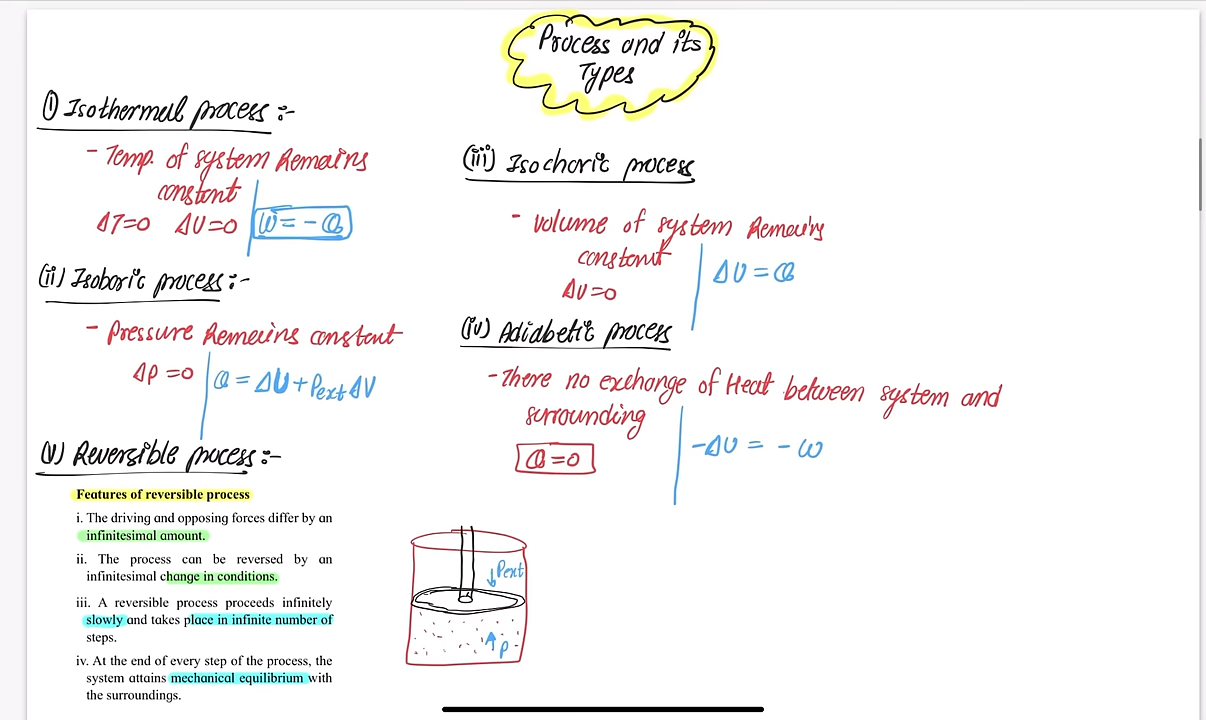 Process and its
Types
(i) Isothermal process :-
- Temp. of system Remains
constant
ΔT=0 ΔU=0 W = - Q
(ii) Isobaric process :-
- Pressure Remains constant
ΔP =0 Q = ΔU + Pext ΔV
(iii) Isochoric process
- Volume of system Remains
constant
ΔV=0 ΔU = Q
(iv) Adiabetic process
- There no exchange of Heat between system and
surrounding
Q=0 -ΔU = - W
(v) Reversible process :-
Features of reversible process
i. The driving and opposing forces differ by an
infinitesimal amount.
ii. The process can be reversed by an
infinitesimal change in conditions.
iii. A reversible process proceeds infinitely
slowly and takes place in infinite number of
steps.
iv. At the end of every step of the process, the
system attains mechanical equilibrium with
the surroundings.
Pext
P